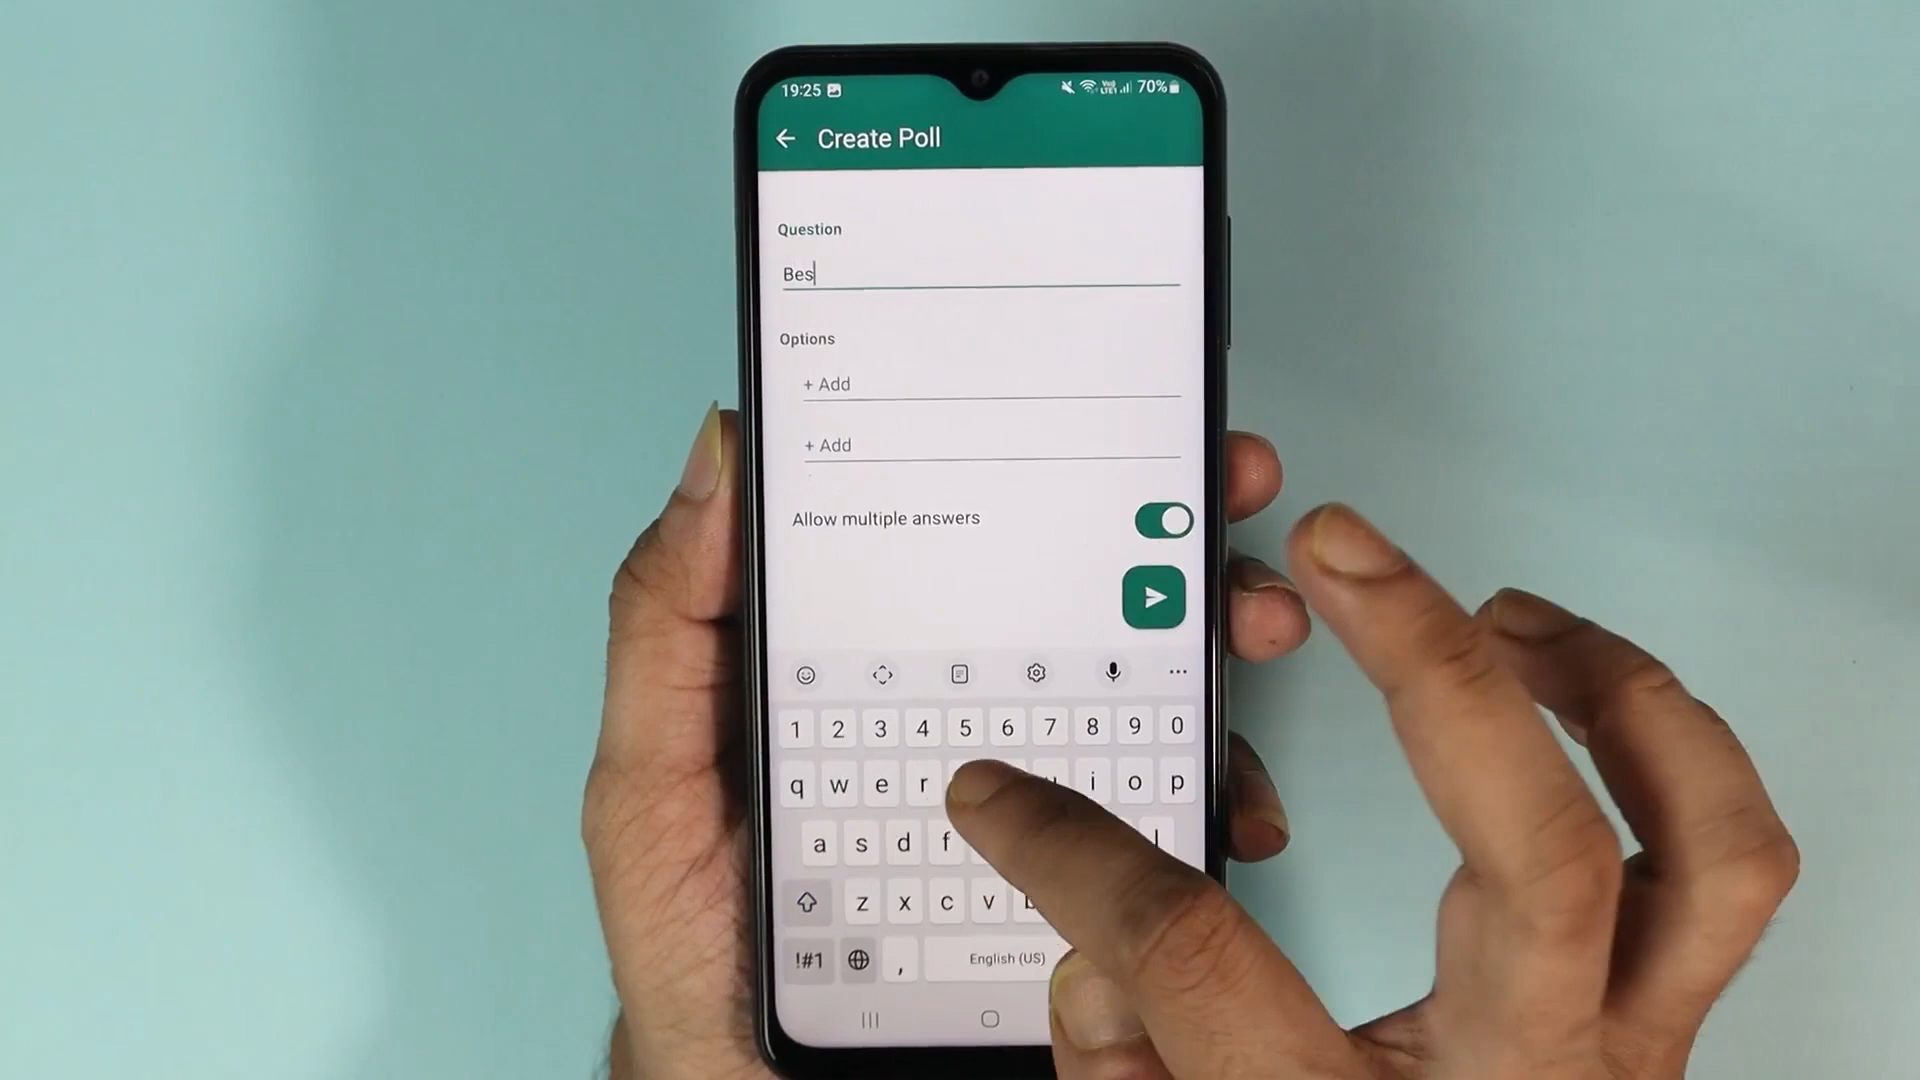 19:25 70%
Create Poll
Question
Bes
Options
+ Add
+ Add
Allow multiple answers
1 2 3 4 5 6 7 8 9 0
q w e r i o p
a s d f
z x c v
!#1 , English (US)